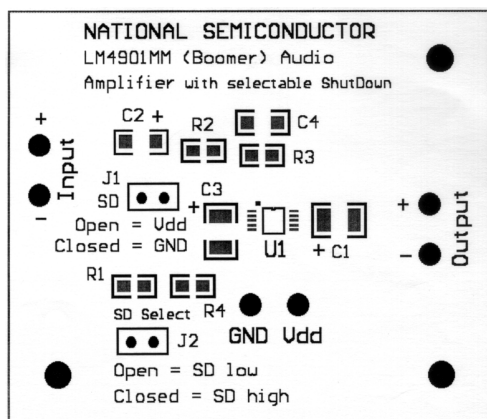 NATIONAL SEMICONDUCTOR
LM4901MM (Boomer) Audio
Amplifier with selectable ShutDown
C2 +
R2
C4
R3
+
Input
-
J1
SD
Open = Vdd
Closed = GND
+ C3
U1
+ C1
+
Output
-
R1
R4
SD Select
J2
GND Vdd
Open = SD low
Closed = SD high